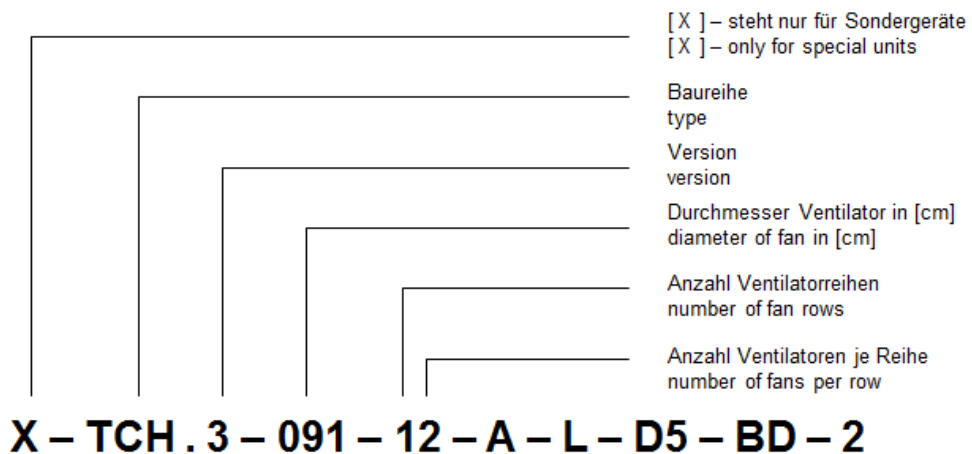 [ X ] – steht nur für Sondergeräte
[ X ] – only for special units
Baureihe
type
Version
version
Durchmesser Ventilator in [cm]
diameter of fan in [cm]
Anzahl Ventilatorreihen
number of fan rows
Anzahl Ventilatoren je Reihe
number of fans per row
X – TCH . 3 – 091 – 12 – A – L – D5 – BD – 2